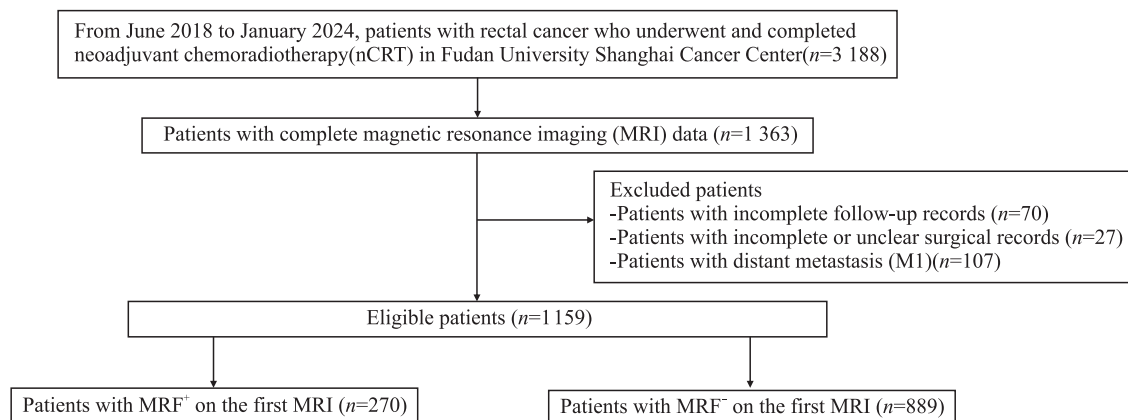 From June 2018 to January 2024, patients with rectal cancer who underwent and completed
neoadjuvant chemoradiotherapy(nCRT) in Fudan University Shanghai Cancer Center(n=3 188)
Patients with complete magnetic resonance imaging (MRI) data (n=1 363)
Excluded patients
-Patients with incomplete follow-up records (n=70)
-Patients with incomplete or unclear surgical records (n=27)
-Patients with distant metastasis (M1)(n=107)
Eligible patients (n=1159)
Patients with MRF⁺ on the first MRI (n=270)
Patients with MRF⁻ on the first MRI (n=889)